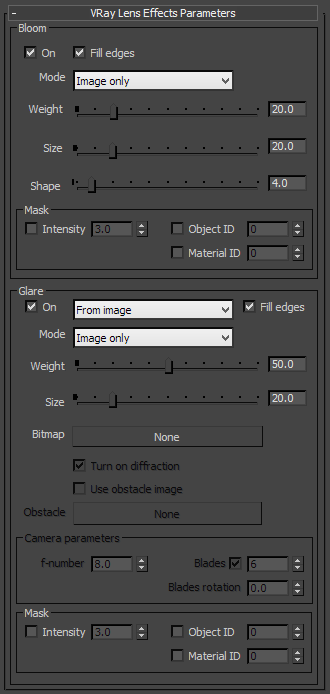 - VRay Lens Effects Parameters
Bloom
On Fill edges
Mode Image only
Weight 20.0
Size 20.0
Shape 4.0
Mask
Intensity 3.0 Object ID 0
Material ID 0
Glare
On From image Fill edges
Mode Image only
Weight 50.0
Size 20.0
Bitmap None
Turn on diffraction
Use obstacle image
Obstacle None
Camera parameters
f-number 8.0 Blades 6
Blades rotation 0.0
Mask
Intensity 3.0 Object ID 0
Material ID 0